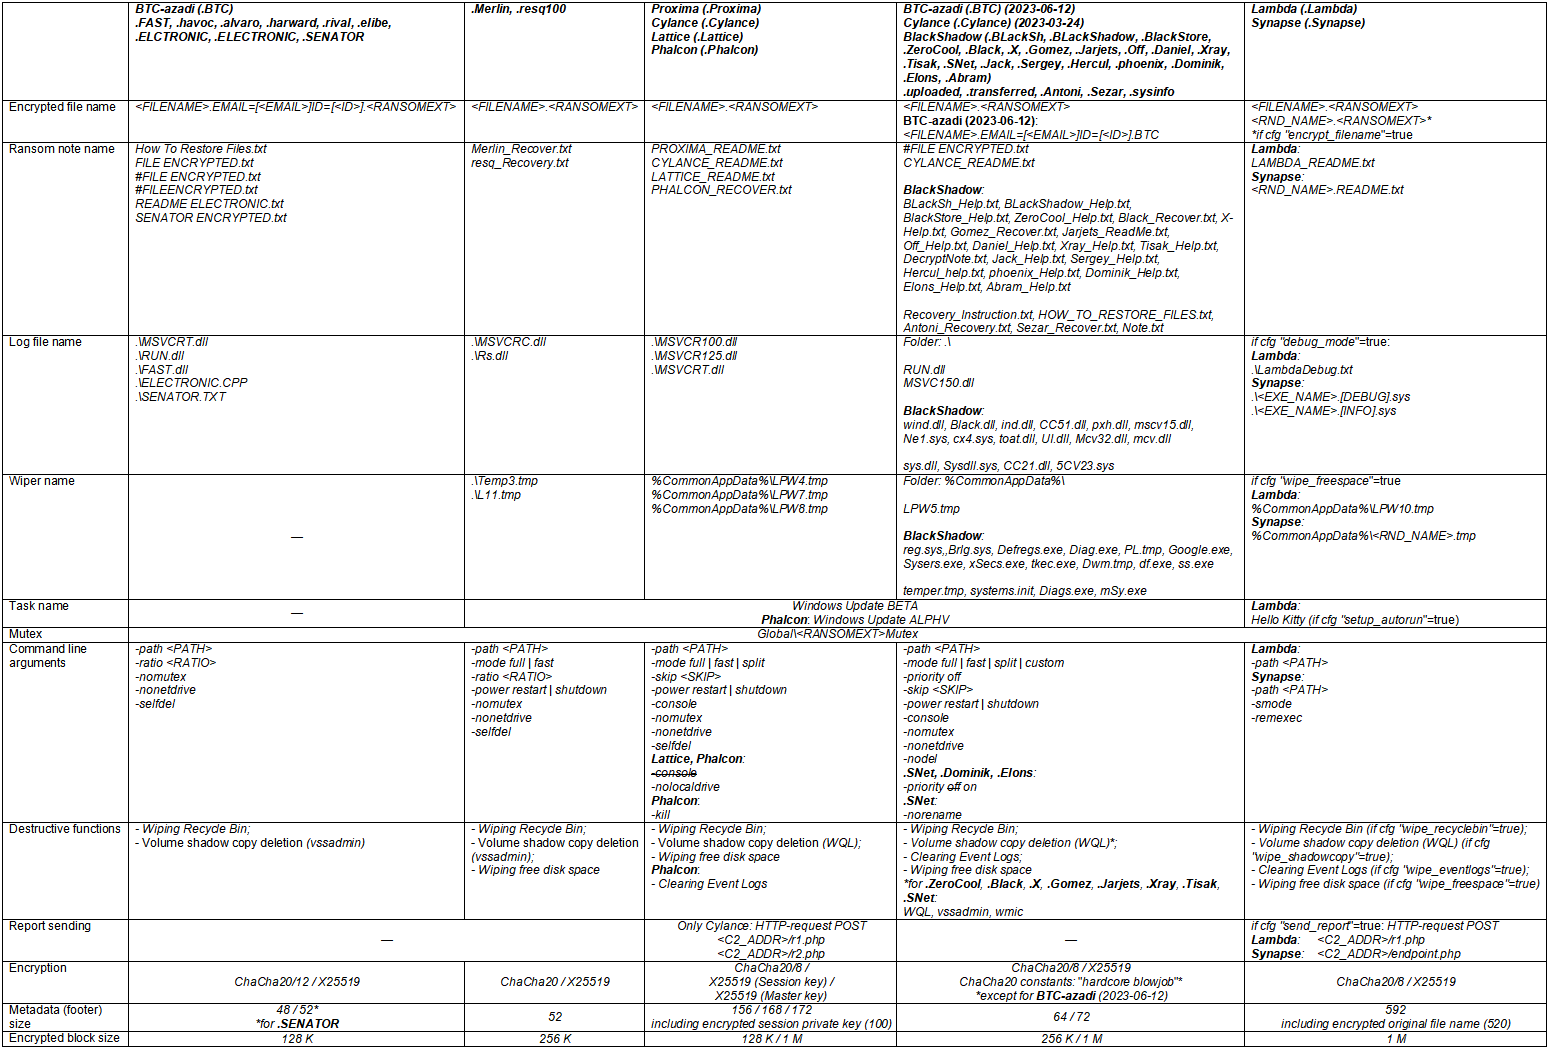 BTC-azadi (.BTC)
.FAST, .havoc, .alvaro, .harward, .rival, .elibe,
.ELCTRONIC, .ELECTRONIC, .SENATOR
.Merlin, .resq100
Proxima (.Proxima)
Cylance (.Cylance)
Lattice (.Lattice)
Phalcon (.Phalcon)
BTC-azadi (.BTC) (2023-06-12)
Cylance (.Cylance) (2023-03-24)
BlackShadow (.BLackSh, .BLackShadow, .BlackStore,
.ZeroCool, .Black, .X, .Gomez, .Jarjets, .Off, .Daniel, .Xray,
.Tisak, .SNet, .Jack, .Sergey, .Hercul, .phoenix, .Dominik,
.Elons, .Abram)
.uploaded, .transferred, .Antoni, .Sezar, .sysinfo
Lambda (.Lambda)
Synapse (.Synapse)
Encrypted file name
<FILENAME>.EMAIL=[<EMAIL>]ID=[<ID>].<RANSOMEXT>
<FILENAME>.<RANSOMEXT>
<FILENAME>.<RANSOMEXT>
<FILENAME>.<RANSOMEXT>
BTC-azadi (2023-06-12):
<FILENAME>.EMAIL=[<EMAIL>]ID=[<ID>].BTC
<FILENAME>.<RANSOMEXT>
<RND_NAME>.<RANSOMEXT>*
*if cfg "encrypt_filename"=true
Ransom note name
How To Restore Files.txt
FILE ENCRYPTED.txt
#FILE ENCRYPTED.txt
#FILEENCRYPTED.txt
README ELECTRONIC.txt
SENATOR ENCRYPTED.txt
Merlin_Recover.txt
resq_Recovery.txt
PROXIMA_README.txt
CYLANCE_README.txt
LATTICE_README.txt
PHALCON_RECOVER.txt
#FILE ENCRYPTED.txt
CYLANCE_README.txt
BlackShadow:
BLackSh_Help.txt, BLackShadow_Help.txt,
BlackStore_Help.txt, ZeroCool_Help.txt, Black_Recover.txt, X-
Help.txt, Gomez_Recover.txt, Jarjets_ReadMe.txt,
Off_Help.txt, Daniel_Help.txt, Xray_Help.txt, Tisak_Help.txt,
DecryptNote.txt, Jack_Help.txt, Sergey_Help.txt,
Hercul_help.txt, phoenix_Help.txt, Dominik_Help.txt,
Elons_Help.txt, Abram_Help.txt
Recovery_Instruction.txt, HOW_TO_RESTORE_FILES.txt,
Antoni_Recovery.txt, Sezar_Recover.txt, Note.txt
Lambda:
LAMBDA_README.txt
Synapse:
<RND_NAME>.README.txt
Log file name
.\MSVCRT.dll
.\RUN.dll
.\FAST.dll
.\ELECTRONIC.CPP
.\SENATOR.TXT
.\MSVCRC.dll
.\Rs.dll
.\MSVCR100.dll
.\MSVCR125.dll
.\MSVCRT.dll
Folder: .\
RUN.dll
MSVC150.dll
BlackShadow:
wind.dll, Black.dll, ind.dll, CC51.dll, pxh.dll, mscv15.dll,
Ne1.sys, cx4.sys, toat.dll, UI.dll, Mcv32.dll, mcv.dll
sys.dll, Sysdll.sys, CC21.dll, 5CV23.sys
if cfg "debug_mode"=true:
Lambda:
.\LambdaDebug.txt
Synapse:
.\<EXE_NAME>.[DEBUG].sys
.\<EXE_NAME>.[INFO].sys
Wiper name
—
.\Temp3.tmp
.\L11.tmp
%CommonAppData%\LPW4.tmp
%CommonAppData%\LPW7.tmp
%CommonAppData%\LPW8.tmp
Folder: %CommonAppData%\
LPW5.tmp
BlackShadow:
reg.sys,,Brlg.sys, Defregs.exe, Diag.exe, PL.tmp, Google.exe,
Sysers.exe, xSecs.exe, tkec.exe, Dwm.tmp, df.exe, ss.exe
temper.tmp, systems.init, Diags.exe, mSy.exe
if cfg "wipe_freespace"=true
Lambda:
%CommonAppData%\LPW10.tmp
Synapse:
%CommonAppData%\<RND_NAME>.tmp
Task name
—
Windows Update BETA
Phalcon: Windows Update ALPHV
Lambda:
Hello Kitty (if cfg "setup_autorun"=true)
Mutex
Global\<RANSOMEXT>Mutex
Command line
arguments
-path <PATH>
-ratio <RATIO>
-nomutex
-nonetdrive
-selfdel
-path <PATH>
-mode full | fast
-ratio <RATIO>
-power restart | shutdown
-nomutex
-nonetdrive
-selfdel
-path <PATH>
-mode full | fast | split
-skip <SKIP>
-power restart | shutdown
-console
-nomutex
-nonetdrive
-selfdel
Lattice, Phalcon:
-console
-nolocaldrive
Phalcon:
-kill
-path <PATH>
-mode full | fast | split | custom
-priority off
-skip <SKIP>
-power restart | shutdown
-console
-nomutex
-nonetdrive
-nodel
.SNet, .Dominik, .Elons:
-priority off on
.SNet:
-norename
Lambda:
-path <PATH>
Synapse:
-path <PATH>
-smode
-remexec
Destructive functions
- Wiping Recycle Bin;
- Volume shadow copy deletion (vssadmin)
- Wiping Recycle Bin;
- Volume shadow copy deletion
(vssadmin);
- Wiping free disk space
- Wiping Recycle Bin;
- Volume shadow copy deletion (WQL);
- Wiping free disk space
Phalcon:
- Clearing Event Logs
- Wiping Recycle Bin;
- Volume shadow copy deletion (WQL)*;
- Clearing Event Logs;
- Wiping free disk space
*for .ZeroCool, .Black, .X, .Gomez, .Jarjets, .Xray, .Tisak,
.SNet:
WQL, vssadmin, wmic
- Wiping Recycle Bin (if cfg "wipe_recyclebin"=true);
- Volume shadow copy deletion (WQL) (if cfg
"wipe_shadowcopy"=true);
- Clearing Event Logs (if cfg "wipe_eventlogs"=true);
- Wiping free disk space (if cfg "wipe_freespace"=true)
Report sending
—
Only Cylance: HTTP-request POST
<C2_ADDR>/r1.php
<C2_ADDR>/r2.php
—
if cfg "send_report"=true: HTTP-request POST
Lambda: <C2_ADDR>/r1.php
Synapse: <C2_ADDR>/endpoint.php
Encryption
ChaCha20/12 / X25519
ChaCha20 / X25519
ChaCha20/8 /
X25519 (Session key) /
X25519 (Master key)
ChaCha20/8 / X25519
ChaCha20 constants: "hardcore blowjob"*
*except for BTC-azadi (2023-06-12)
ChaCha20/8 / X25519
Metadata (footer)
size
48 / 52*
*for .SENATOR
52
156 / 168 / 172
including encrypted session private key (100)
64 / 72
592
including encrypted original file name (520)
Encrypted block size
128 K
256 K
128 K / 1 M
256 K / 1 M
1 M